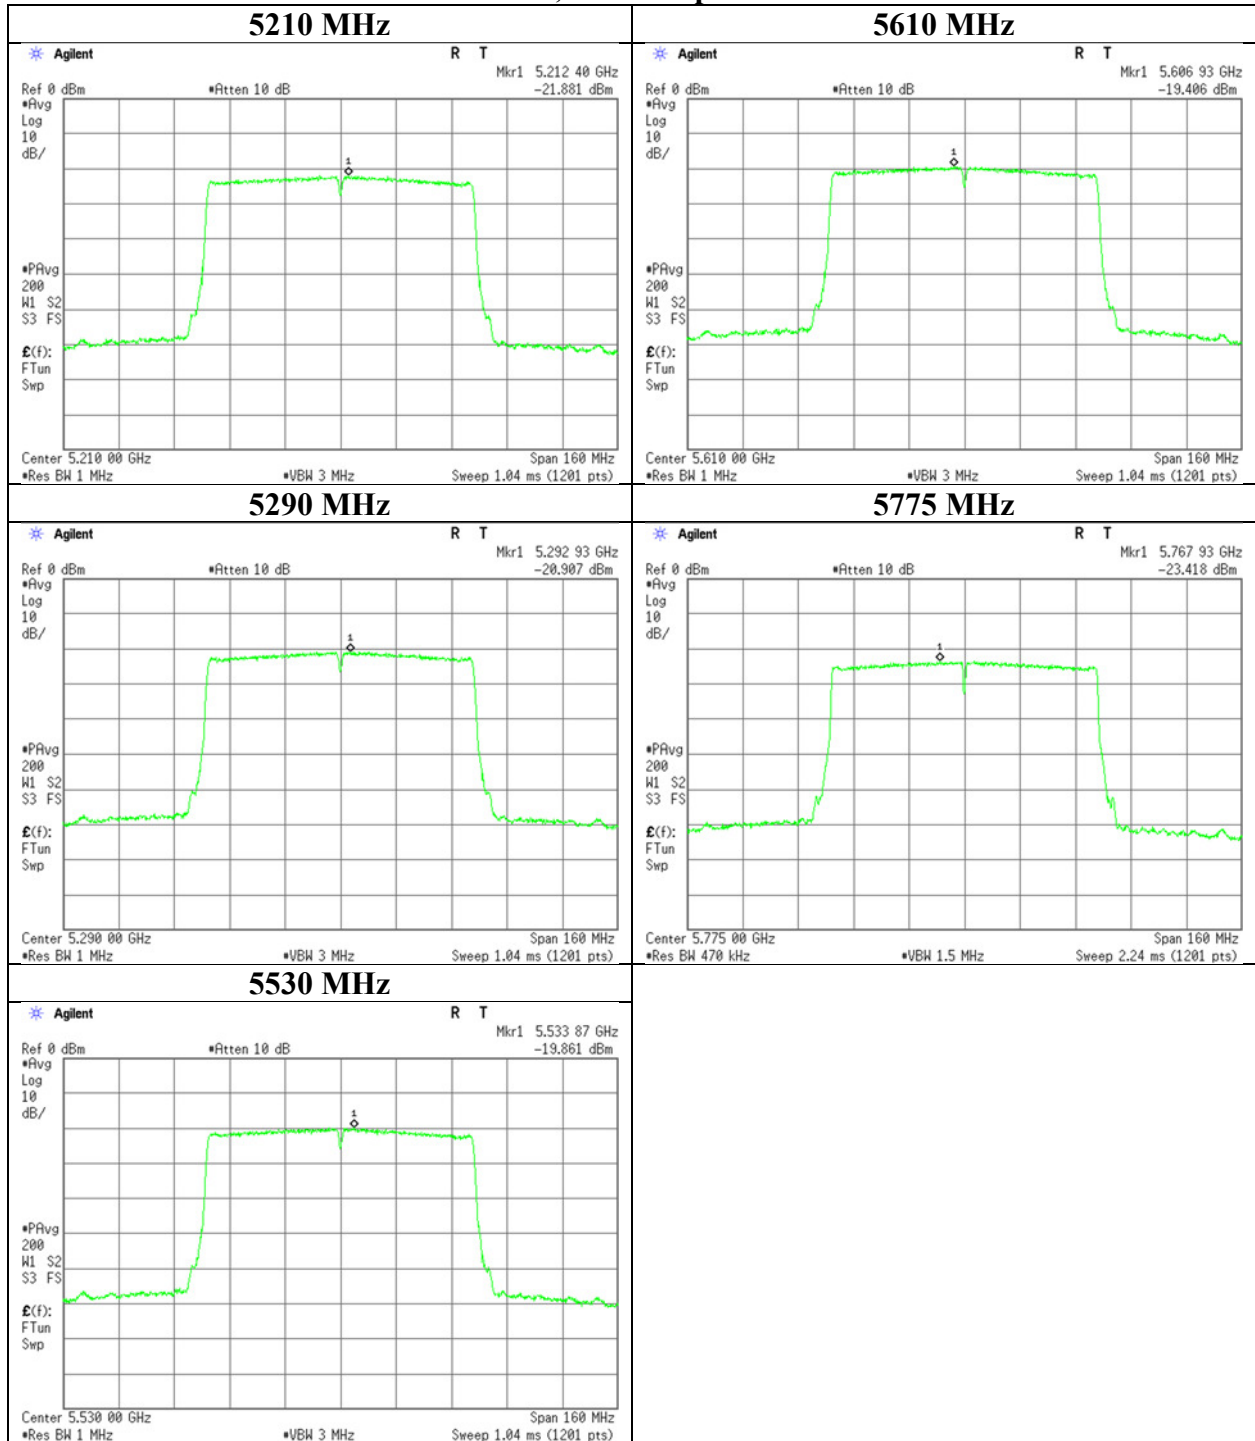 5210 MHz
Agilent
R T
Mkr1 5.212 40 GHz
Ref 0 dBm
*Atten 10 dB
-21.881 dBm
*Avg
Log
10
dB/
1
*PAvg
200
W1 S2
S3 FS
£(f):
FTun
Swp
Center 5.210 00 GHz
Span 160 MHz
*Res BW 1 MHz
*VBW 3 MHz
Sweep 1.04 ms (1201 pts)
5610 MHz
Agilent
R T
Mkr1 5.606 93 GHz
Ref 0 dBm
*Atten 10 dB
-19.406 dBm
*Avg
Log
10
dB/
1
*PAvg
200
W1 S2
S3 FS
£(f):
FTun
Swp
Center 5.610 00 GHz
Span 160 MHz
*Res BW 1 MHz
*VBW 3 MHz
Sweep 1.04 ms (1201 pts)
5290 MHz
Agilent
R T
Mkr1 5.292 93 GHz
Ref 0 dBm
*Atten 10 dB
-20.907 dBm
*Avg
Log
10
dB/
1
*PAvg
200
W1 S2
S3 FS
£(f):
FTun
Swp
Center 5.290 00 GHz
Span 160 MHz
*Res BW 1 MHz
*VBW 3 MHz
Sweep 1.04 ms (1201 pts)
5775 MHz
Agilent
R T
Mkr1 5.767 93 GHz
Ref 0 dBm
*Atten 10 dB
-23.418 dBm
*Avg
Log
10
dB/
1
*PAvg
200
W1 S2
S3 FS
£(f):
FTun
Swp
Center 5.775 00 GHz
Span 160 MHz
*Res BW 470 kHz
*VBW 1.5 MHz
Sweep 2.24 ms (1201 pts)
5530 MHz
Agilent
R T
Mkr1 5.533 87 GHz
Ref 0 dBm
*Atten 10 dB
-19.861 dBm
*Avg
Log
10
dB/
1
*PAvg
200
W1 S2
S3 FS
£(f):
FTun
Swp
Center 5.530 00 GHz
Span 160 MHz
*Res BW 1 MHz
*VBW 3 MHz
Sweep 1.04 ms (1201 pts)